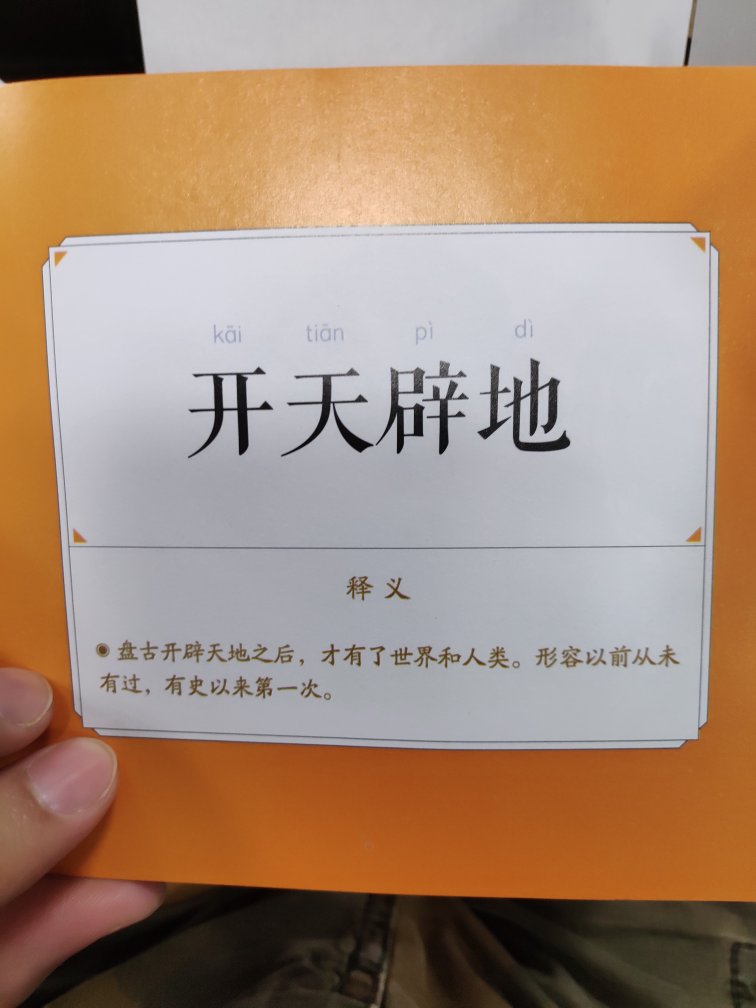 kāi tiān pì dì
开天辟地
释义
盘古开辟天地之后，才有了世界和人类。形容以前从未
有过，有史以来第一次。